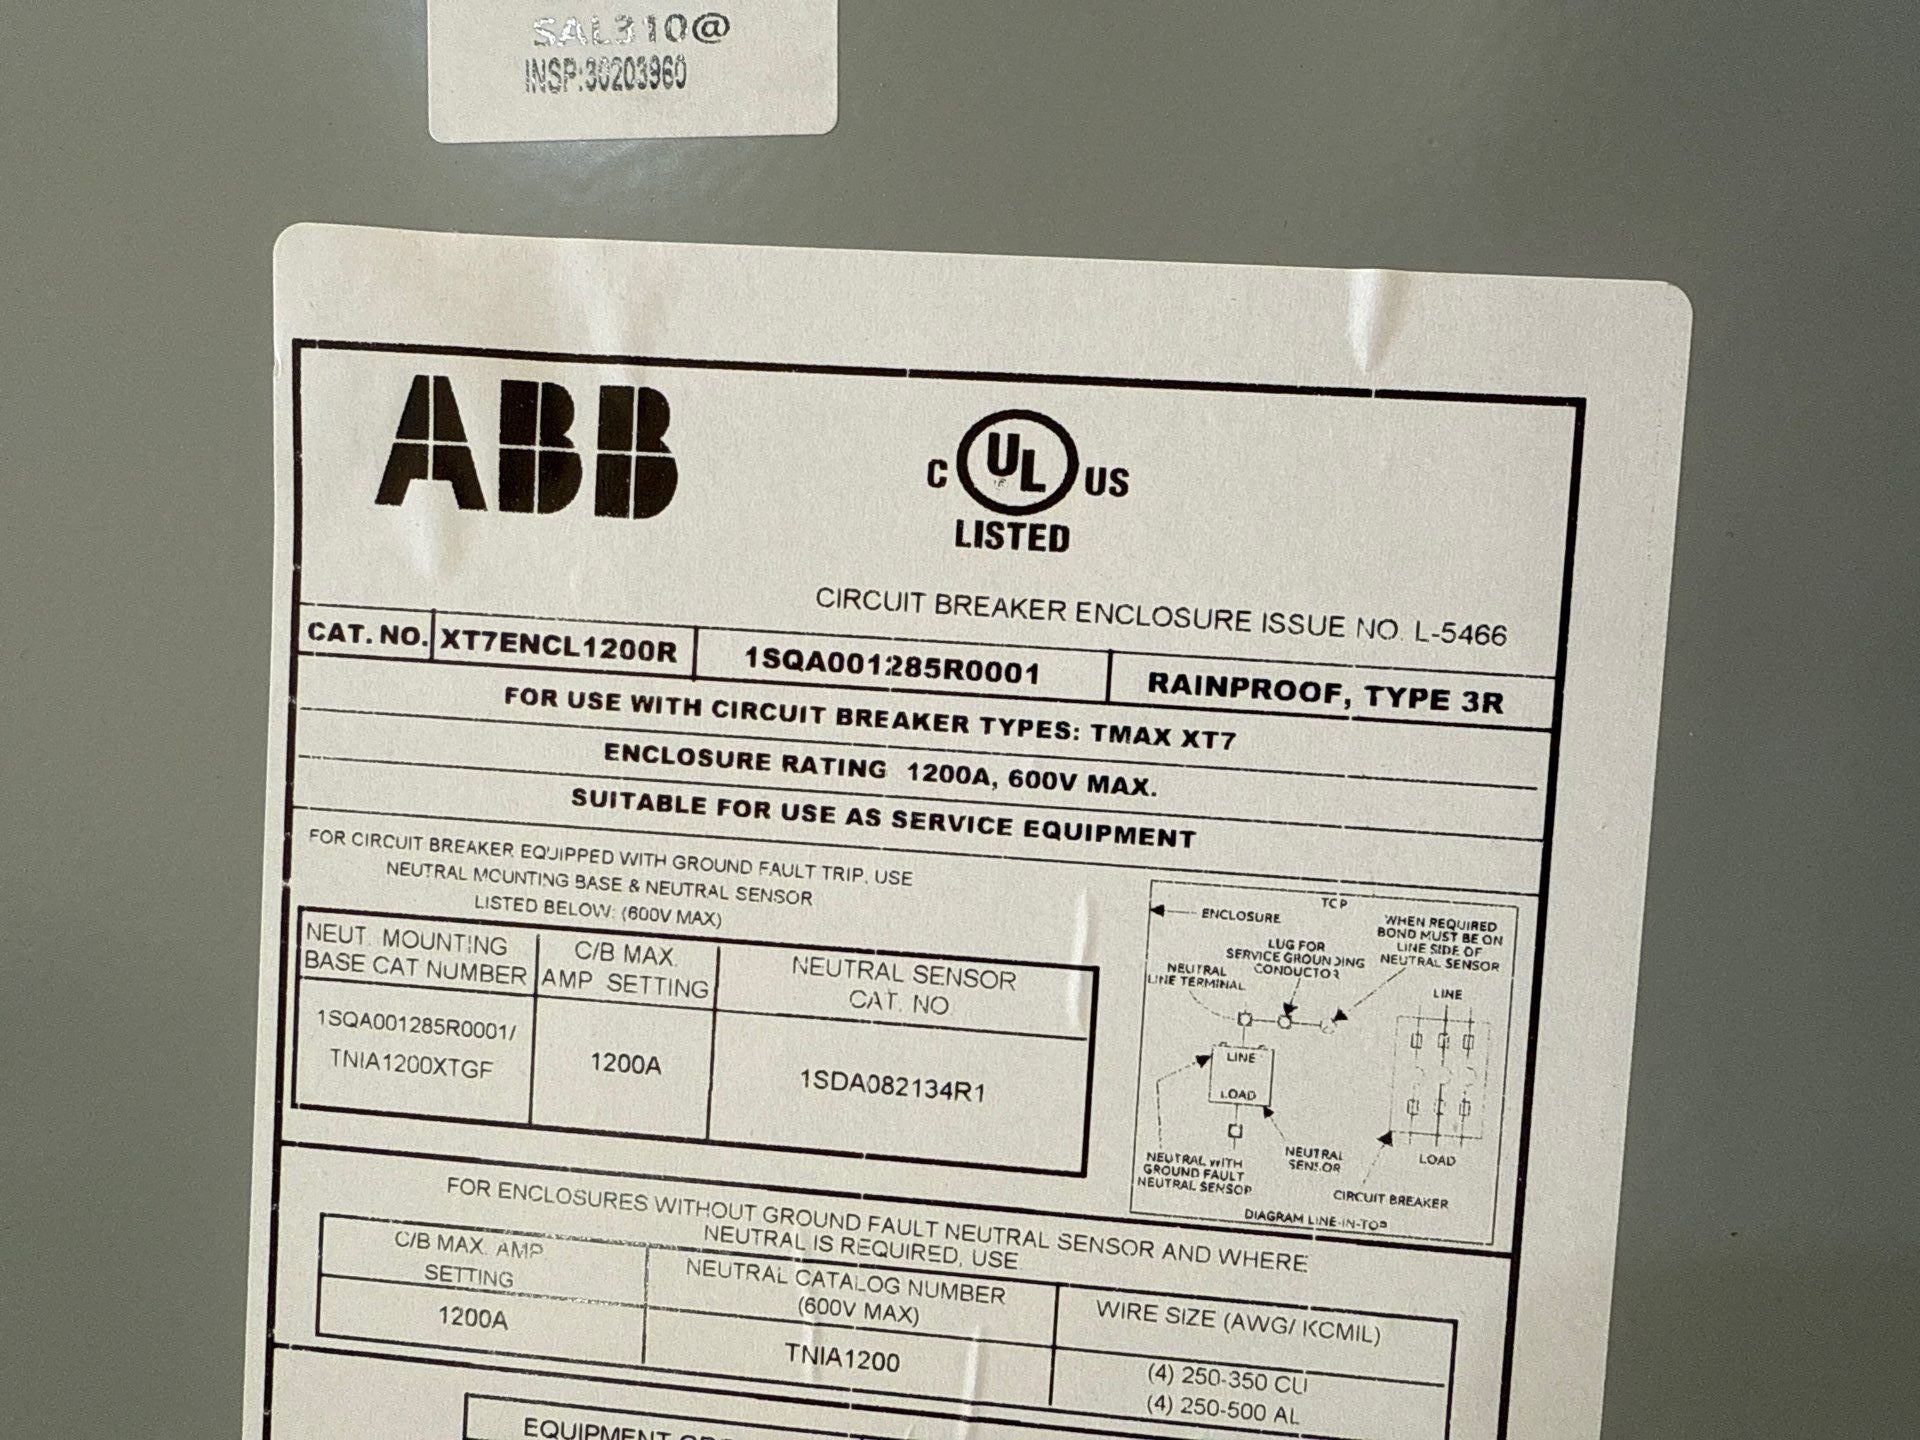 SAL310@
INSP:30203960
ABB
C UL US
LISTED
CIRCUIT BREAKER ENCLOSURE ISSUE NO. L-5466
CAT. NO. XT7ENCL1200R 1SQA001285R0001 RAINPROOF, TYPE 3R
FOR USE WITH CIRCUIT BREAKER TYPES: TMAX XT7
ENCLOSURE RATING 1200A, 600V MAX.
SUITABLE FOR USE AS SERVICE EQUIPMENT
FOR CIRCUIT BREAKER EQUIPPED WITH GROUND FAULT TRIP, USE
NEUTRAL MOUNTING BASE & NEUTRAL SENSOR
LISTED BELOW: (600V MAX)
NEUT. MOUNTING
BASE CAT NUMBER
C/B MAX.
AMP SETTING
NEUTRAL SENSOR
CAT. NO.
1SQA001285R0001/
TNIA1200XTGF
1200A
1SDA082134R1
TOP
ENCLOSURE
WHEN REQUIRED
BOND MUST BE ON
LINE SIDE OF
NEUTRAL SENSOR
LUG FOR
SERVICE GROUNDING
CONDUCTOR
NEUTRAL
LINE TERMINAL
LINE
LINE
LOAD
NEUTRAL WITH
GROUND FAULT
NEUTRAL SENSOR
NEUTRAL
SENSOR
LOAD
CIRCUIT BREAKER
DIAGRAM LINE-IN-TOP
FOR ENCLOSURES WITHOUT GROUND FAULT NEUTRAL SENSOR AND WHERE
NEUTRAL IS REQUIRED, USE
C/B MAX. AMP
SETTING
NEUTRAL CATALOG NUMBER
(600V MAX)
WIRE SIZE (AWG/ KCMIL)
1200A
TNIA1200
(4) 250-350 CU
(4) 250-500 AL
EQUIPMENT